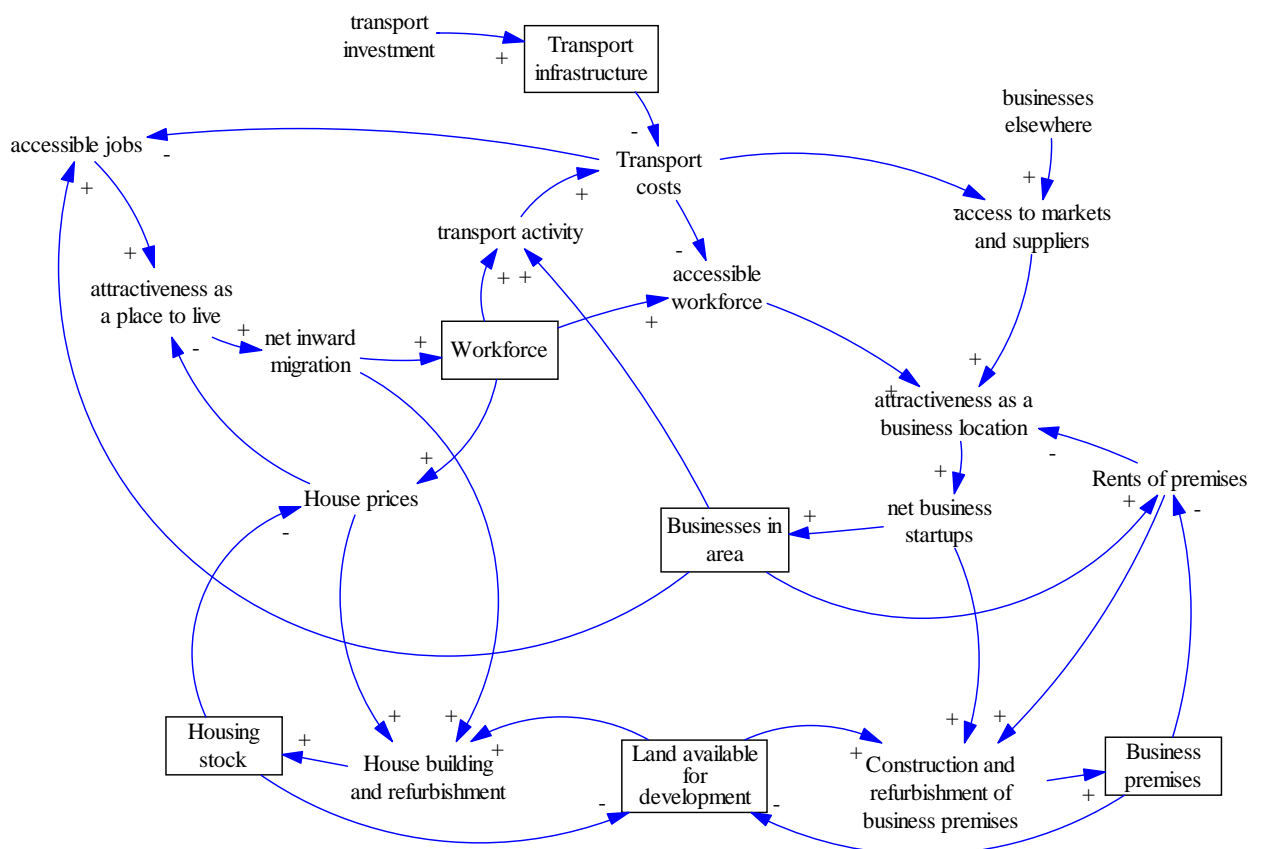 transport
investment
+
Transport
infrastructure
businesses
elsewhere
-
accessible jobs
-
Transport
costs
+
+
+
-
access to markets
and suppliers
transport activity
-
+
accessible
workforce
attractiveness as
a place to live
+ +
+
+
-
net inward
migration
+
Workforce
+
+
attractiveness as a
business location
-
+
+
House prices
-
Rents of premises
+
-
net business
startups
+
Businesses in
area
+
+
+
+
Housing
stock
+
House building
and refurbishment
+
Land available
for
development
-
-
+
Construction and
refurbishment of
business premises
+
Business
premises